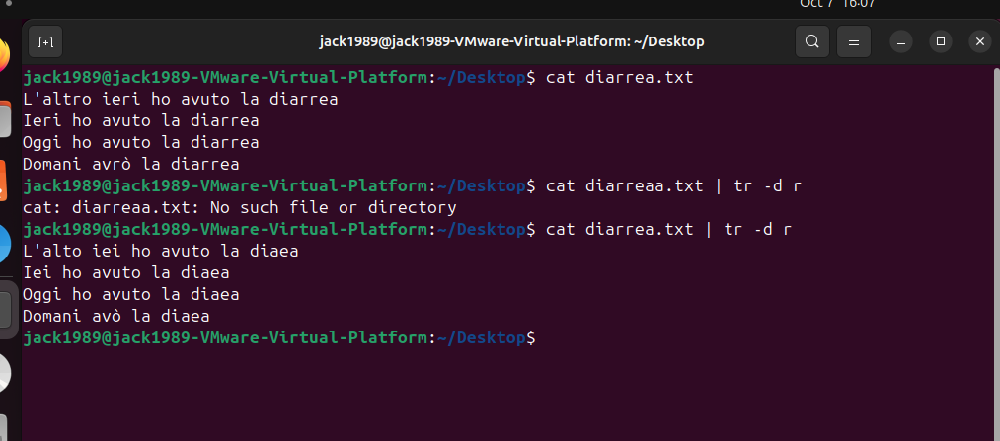 Oct 7 16:07
jack1989@jack1989-VMware-Virtual-Platform: ~/Desktop
jack1989@jack1989-VMware-Virtual-Platform:~/Desktop$ cat diarrea.txt
L'altro ieri ho avuto la diarrea
Ieri ho avuto la diarrea
Oggi ho avuto la diarrea
Domani avrò la diarrea
jack1989@jack1989-VMware-Virtual-Platform:~/Desktop$ cat diarreaa.txt | tr -d r
cat: diarreaa.txt: No such file or directory
jack1989@jack1989-VMware-Virtual-Platform:~/Desktop$ cat diarrea.txt | tr -d r
L'alto iei ho avuto la diaea
Iei ho avuto la diaea
Oggi ho avuto la diaea
Domani avò la diaea
jack1989@jack1989-VMware-Virtual-Platform:~/Desktop$